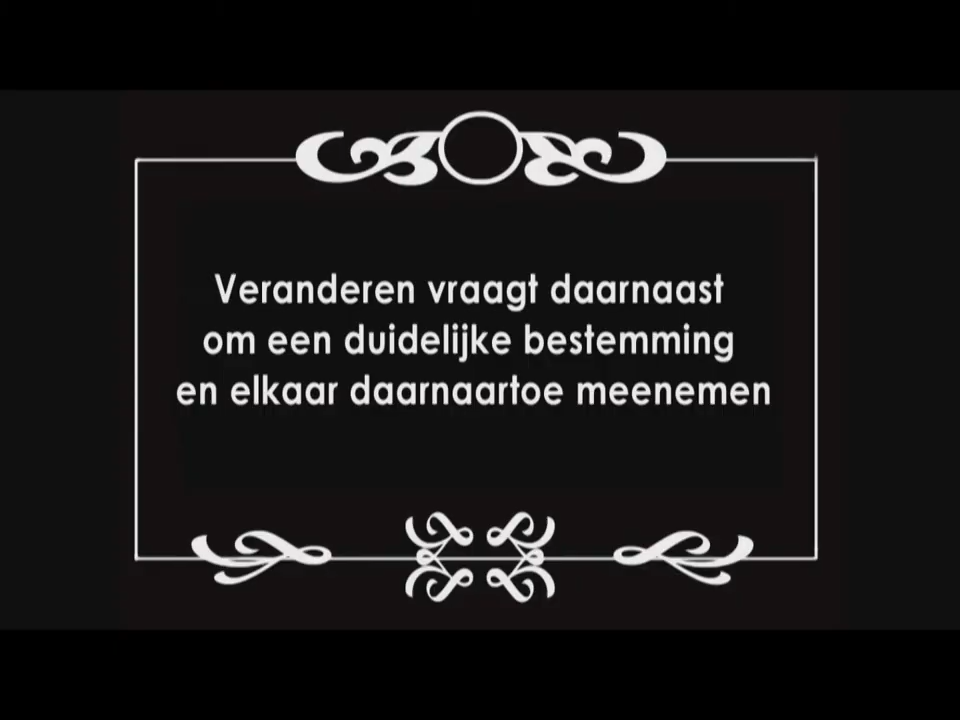 Veranderen vraagt daarnaast
om een duidelijke bestemming
en elkaar daarnaartoe meenemen